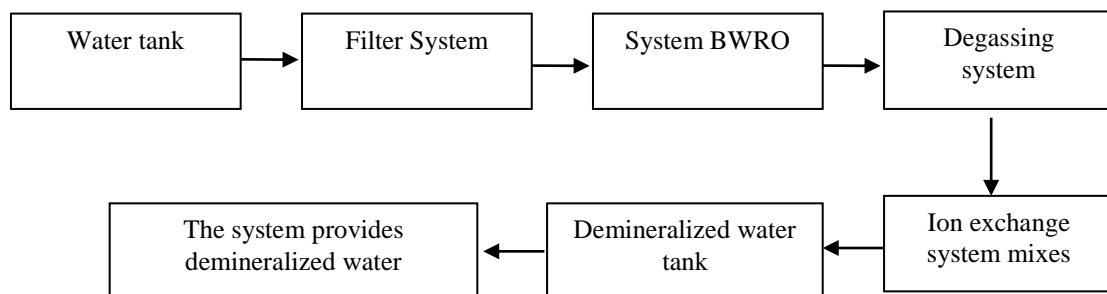 Water tank
Filter System
System BWRO
Degassing
system
Ion exchange
system mixes
Demineralized water
tank
The system provides
demineralized water